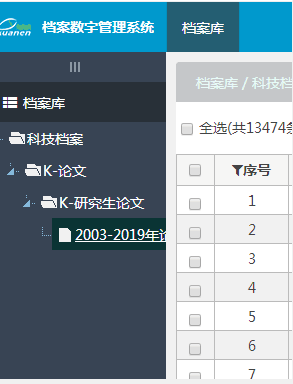 档案数字管理系统 档案库
档案库
科技档案
K-论文
K-研究生论文
2003-2019年
档案库 / 科技档
全选(共13474
序号
1
2
3
4
5
6
7